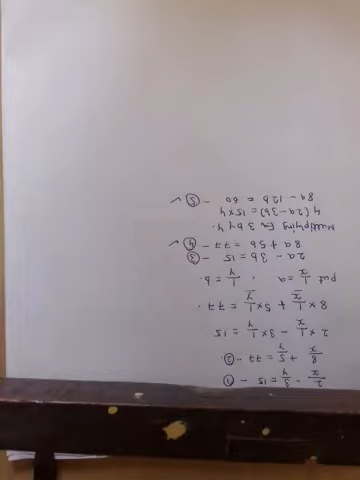 2/x - 3/y = 15 - ①
8/x + 5/y = 77 - ②
2 × 1/x - 3 × 1/y = 15
8 × 1/x + 5 × 1/y = 77.
put 1/x = a , 1/y = b.
2a - 3b = 15 - ③
8a + 5b = 77 - ④
Multiplying Eq 3 by 4.
4(2a - 3b) = 15 × 4
8a - 12b = 60 - ⑤